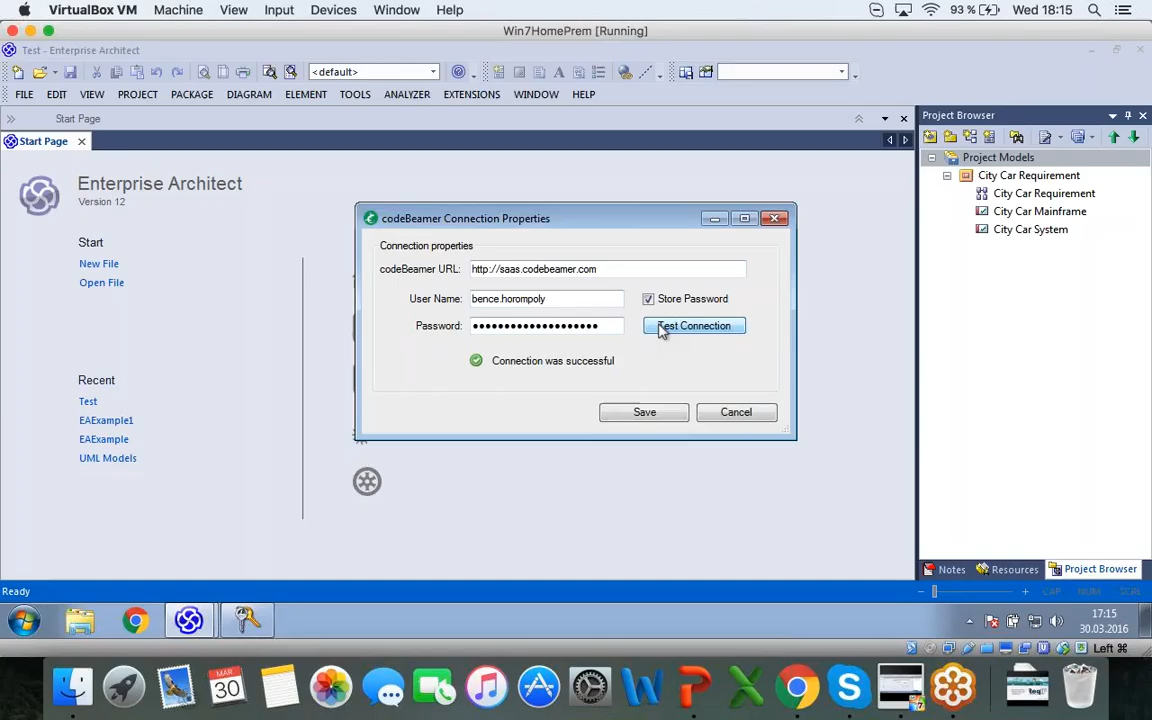 VirtualBox VM Machine View Input Devices Window Help 93 % Wed 18:15
Win7HomePrem [Running]
Test - Enterprise Architect
<default>
FILE EDIT VIEW PROJECT PACKAGE DIAGRAM ELEMENT TOOLS ANALYZER EXTENSIONS WINDOW HELP
Start Page
Project Browser
Start Page
Project Models
City Car Requirement
City Car Requirement
City Car Mainframe
City Car System
Enterprise Architect
Version 12
Start
New File
Open File
Recent
Test
EAExample1
EAExample
UML Models
codeBeamer Connection Properties
Connection properties
codeBeamer URL: http://saas.codebeamer.com
User Name: bence.horompoly Store Password
Password: •••••••••••••••••••• Test Connection
Connection was successful
Save Cancel
Notes Resources Project Browser
Ready CAP NUM SCRL
17:15
30.03.2016
Left ⌘
30